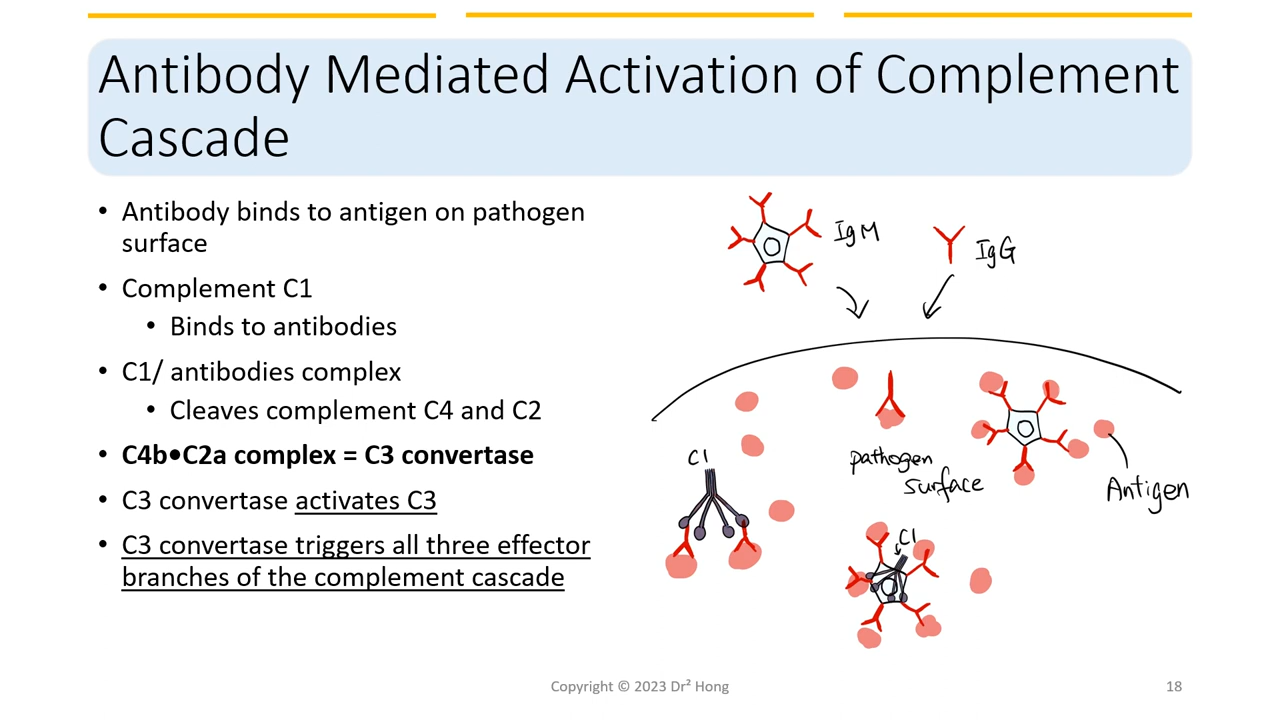 Antibody Mediated Activation of Complement
Cascade
• Antibody binds to antigen on pathogen
surface
• Complement C1
• Binds to antibodies
• C1/ antibodies complex
• Cleaves complement C4 and C2
• C4b•C2a complex = C3 convertase
• C3 convertase activates C3
• C3 convertase triggers all three effector
branches of the complement cascade
IgM
IgG
C1
pathogen
surface
Antigen
C1
Copyright © 2023 Dr² Hong
18